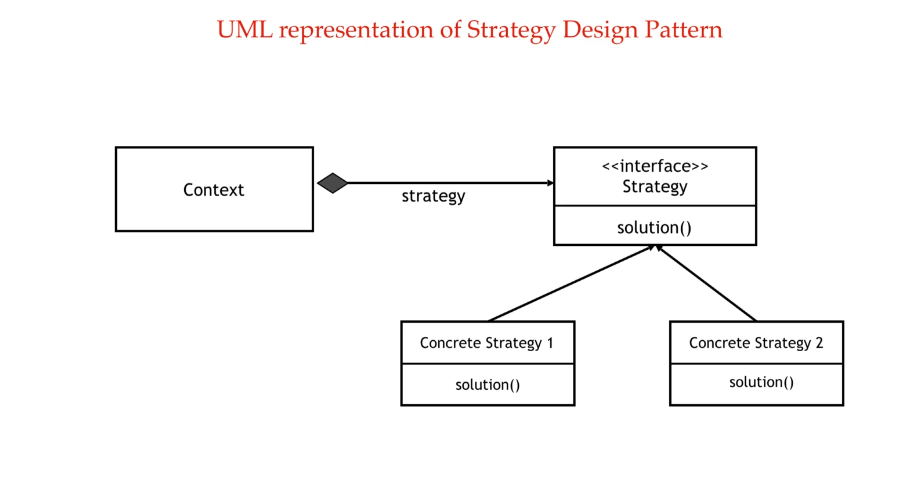 UML representation of Strategy Design Pattern
Context
strategy
<<interface>>
Strategy
solution()
Concrete Strategy 1
solution()
Concrete Strategy 2
solution()